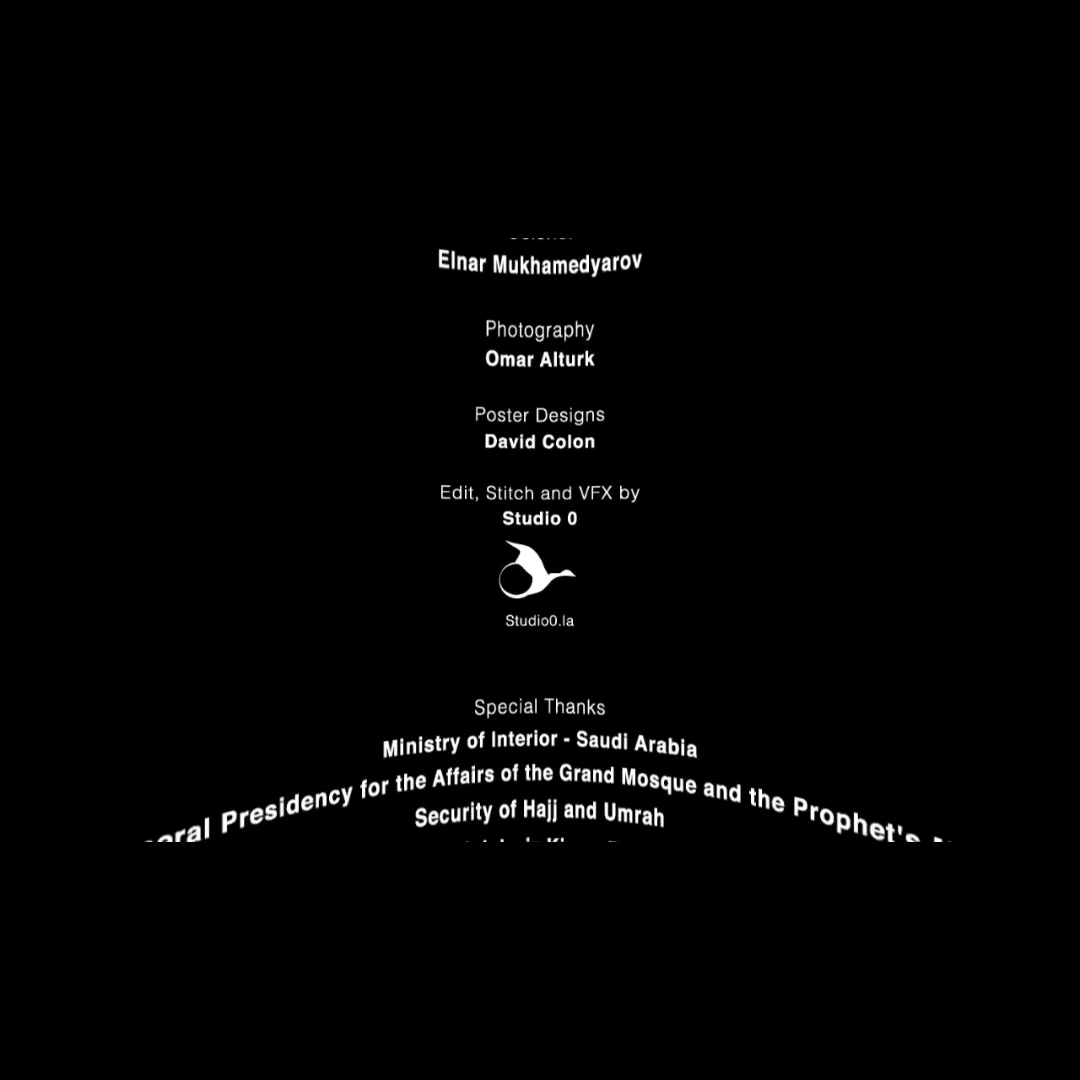 Elnar Mukhamedyarov
Photography
Omar Alturk
Poster Designs
David Colon
Edit, Stitch and VFX by
Studio 0
Studio0.la
Special Thanks
Ministry of Interior - Saudi Arabia
Presidency for the Affairs of the Grand Mosque and the Prophet's
Security of Hajj and Umrah